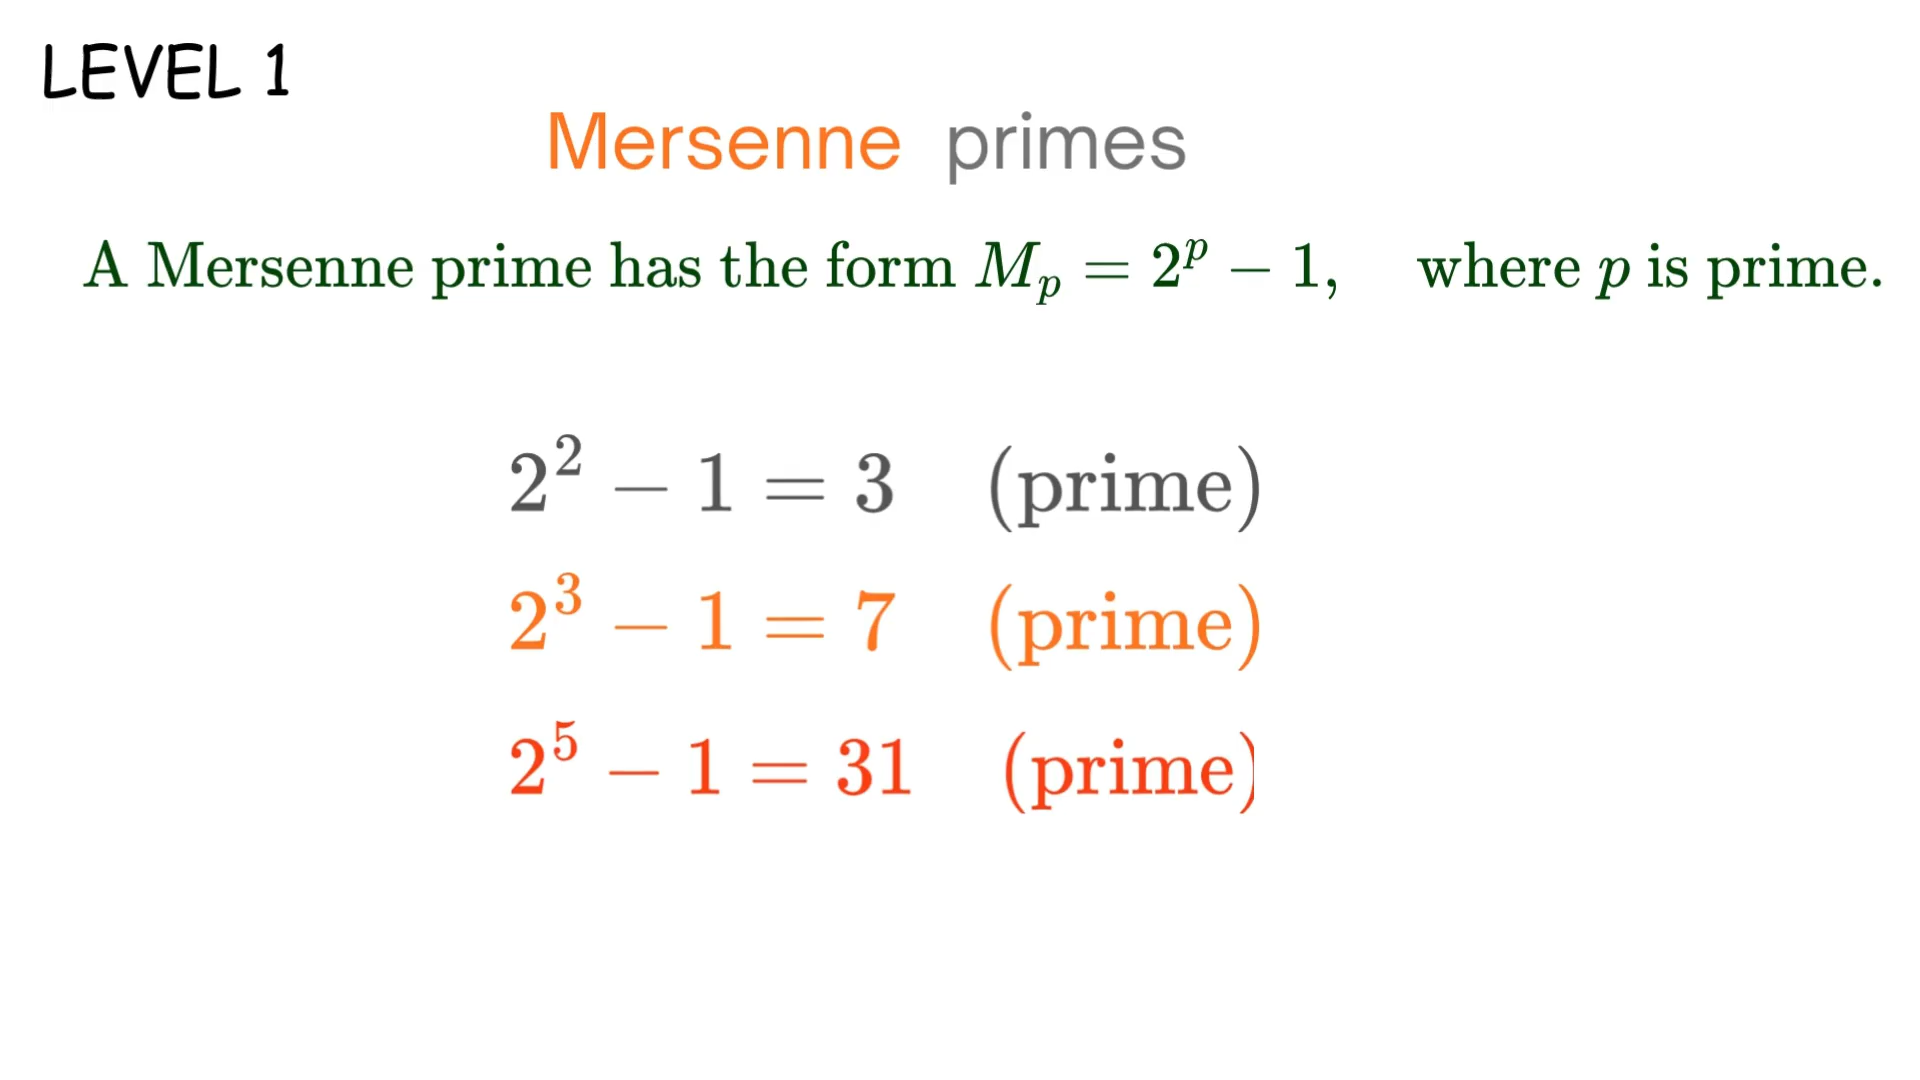 LEVEL 1
Mersenne primes
A Mersenne prime has the form $M_p = 2^p - 1$, where $p$ is prime.
$2^2 - 1 = 3$ (prime)
$2^3 - 1 = 7$ (prime)
$2^5 - 1 = 31$ (prime)